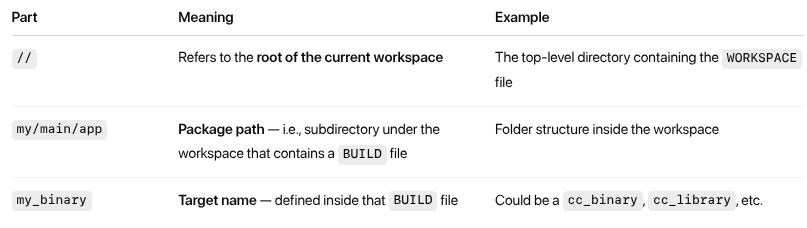 Part Meaning Example
// Refers to the root of the current workspace The top-level directory containing the WORKSPACE
file
my/main/app Package path — i.e., subdirectory under the Folder structure inside the workspace
workspace that contains a BUILD file
my_binary Target name — defined inside that BUILD file Could be a cc_binary, cc_library, etc.